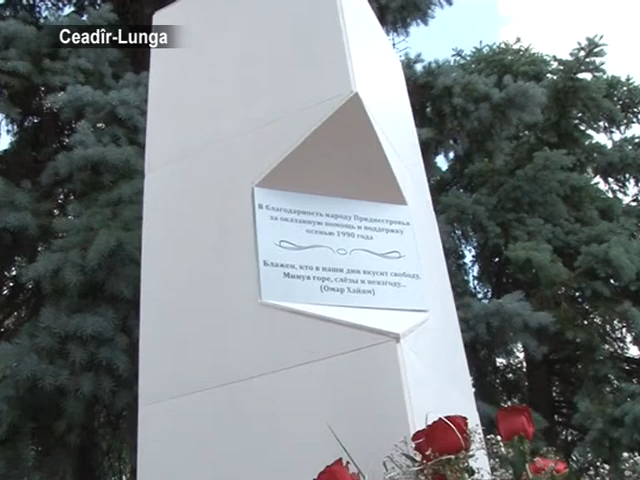 Ceadîr-Lunga
В благодарность народу Приднестровья
за оказанную помощь и поддержку
осенью 1990 года
Блажен, кто в наши дни вкусит свободу,
Минуя горе, слёзы и невзгоду...
(Омар Хайям)